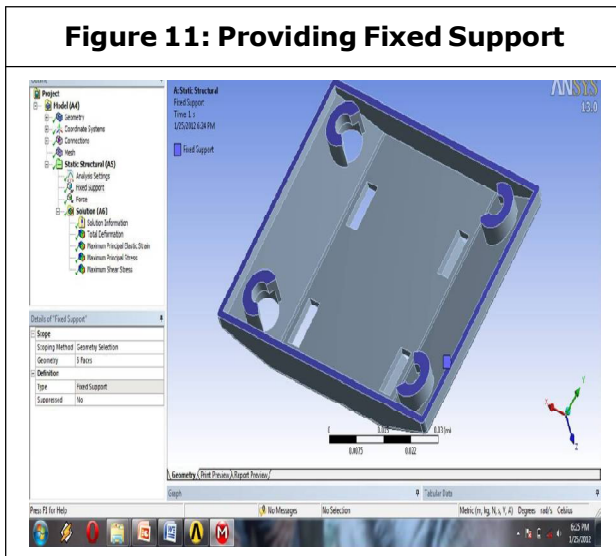 Figure 11: Providing Fixed Support
Outline
Project
Model (A4)
Geometry
Coordinate Systems
Connections
Mesh
Static Structural (A5)
Analysis Settings
Fixed Support
Force
Solution (A6)
Solution Information
Total Deformation
Maximum Principal Elastic Strain
Maximum Principal Stress
Maximum Shear Stress
A: Static Structural
Fixed Support
Time: 1. s
1/25/2012 6:24 PM
Fixed Support
ANSYS
13.0
Details of "Fixed Support"
Scope
Scoping Method Geometry Selection
Geometry 5 Faces
Definition
Type Fixed Support
Suppressed No
0 0.015 0.03 (m)
0.0075 0.022
Y
X
Z
Geometry Print Preview Report Preview
Graph Tabular Data
Press F1 for Help No Messages No Selection Metric (m, kg, N, s, V, A) Degrees rad/s Celsius
6:25 PM
1/25/2012